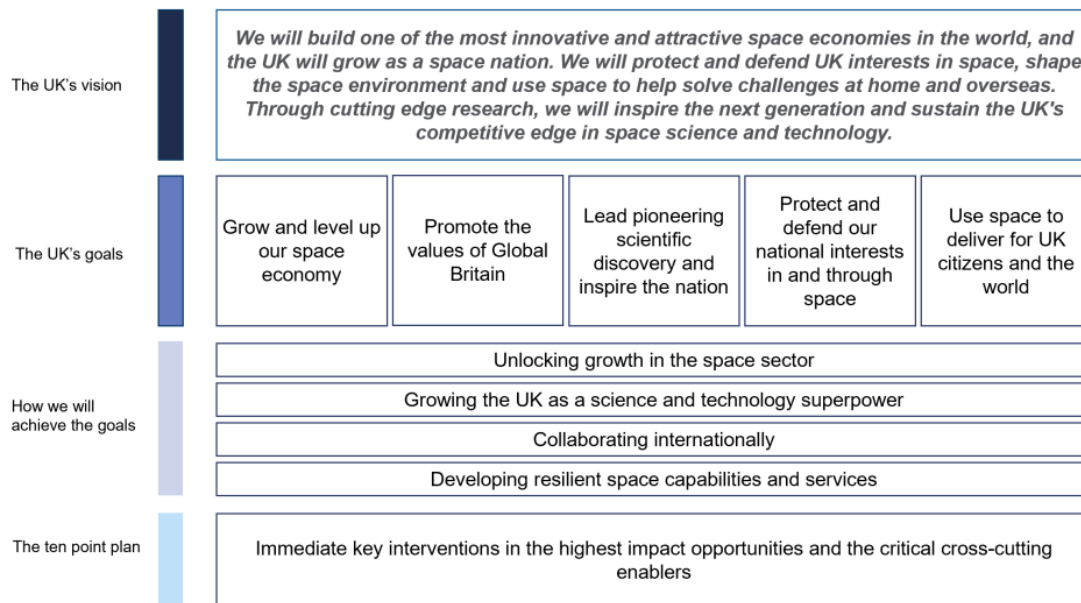 The UK's vision
We will build one of the most innovative and attractive space economies in the world, and
the UK will grow as a space nation. We will protect and defend UK interests in space, shape
the space environment and use space to help solve challenges at home and overseas.
Through cutting edge research, we will inspire the next generation and sustain the UK's
competitive edge in space science and technology.
The UK's goals
Grow and level up
our space
economy
Promote the
values of Global
Britain
Lead pioneering
scientific
discovery and
inspire the nation
Protect and
defend our
national interests
in and through
space
Use space to
deliver for UK
citizens and the
world
How we will
achieve the goals
Unlocking growth in the space sector
Growing the UK as a science and technology superpower
Collaborating internationally
Developing resilient space capabilities and services
The ten point plan
Immediate key interventions in the highest impact opportunities and the critical cross-cutting
enablers